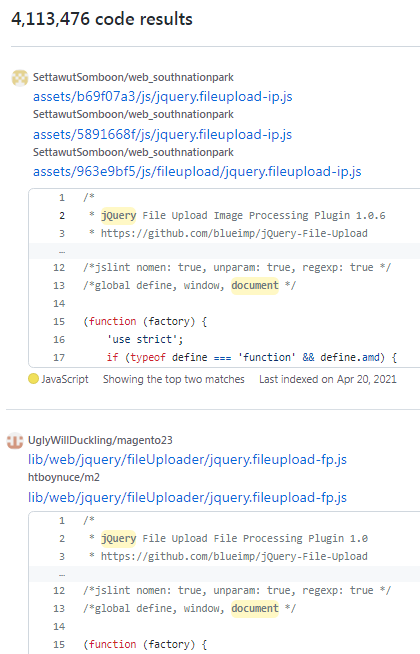 4,113,476 code results
SettawutSomboon/web_southnationpark
assets/b69f07a3/js/jquery.fileupload-ip.js
SettawutSomboon/web_southnationpark
assets/5891668f/js/jquery.fileupload-ip.js
SettawutSomboon/web_southnationpark
assets/963e9bf5/js/fileupload/jquery.fileupload-ip.js
1 /*
2 * jQuery File Upload Image Processing Plugin 1.0.6
3 * https://github.com/blueimp/jQuery-File-Upload
…
12 /*jslint nomen: true, unparam: true, regexp: true */
13 /*global define, window, document */
14
15 (function (factory) {
16 'use strict';
17 if (typeof define === 'function' && define.amd) {
JavaScript Showing the top two matches Last indexed on Apr 20, 2021
UglyWillDuckling/magento23
lib/web/jquery/fileUploader/jquery.fileupload-fp.js
htboynuce/m2
lib/web/jquery/fileUploader/jquery.fileupload-fp.js
1 /*
2 * jQuery File Upload File Processing Plugin 1.0
3 * https://github.com/blueimp/jQuery-File-Upload
…
12 /*jslint nomen: true, unparam: true, regexp: true */
13 /*global define, window, document */
14
15 (function (factory) {